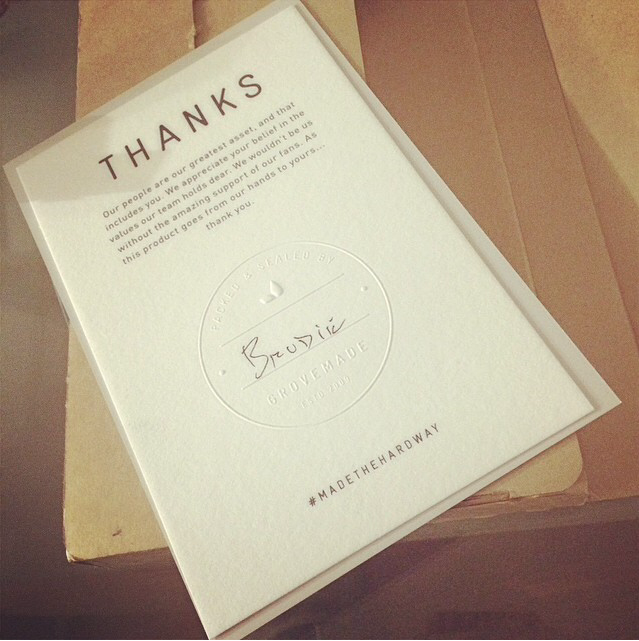 THANKS
Our people are our greatest asset, and that
includes you. We appreciate your belief in the
values our team holds dear. We wouldn't be us
without the amazing support of our fans. As
this product goes from our hands to yours...
thank you.
PACKED & SEALED BY
Brodie
GROVEMADE
#MADETHEHARDWAY